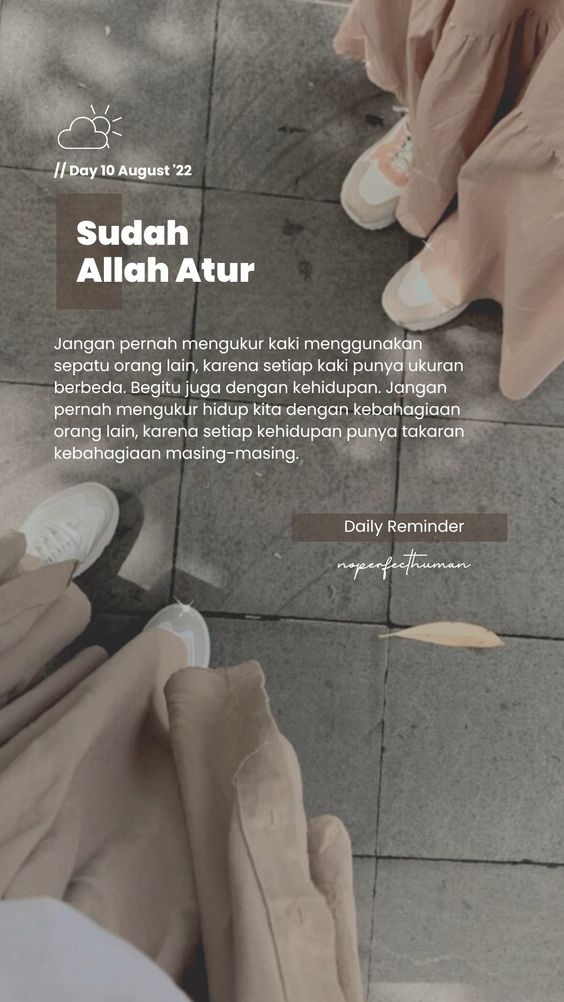 // Day 10 August '22
Sudah
Allah Atur
Jangan pernah mengukur kaki menggunakan
sepatu orang lain, karena setiap kaki punya ukuran
berbeda. Begitu juga dengan kehidupan. Jangan
pernah mengukur hidup kita dengan kebahagiaan
orang lain, karena setiap kehidupan punya takaran
kebahagiaan masing-masing.
Daily Reminder
noperfecthuman